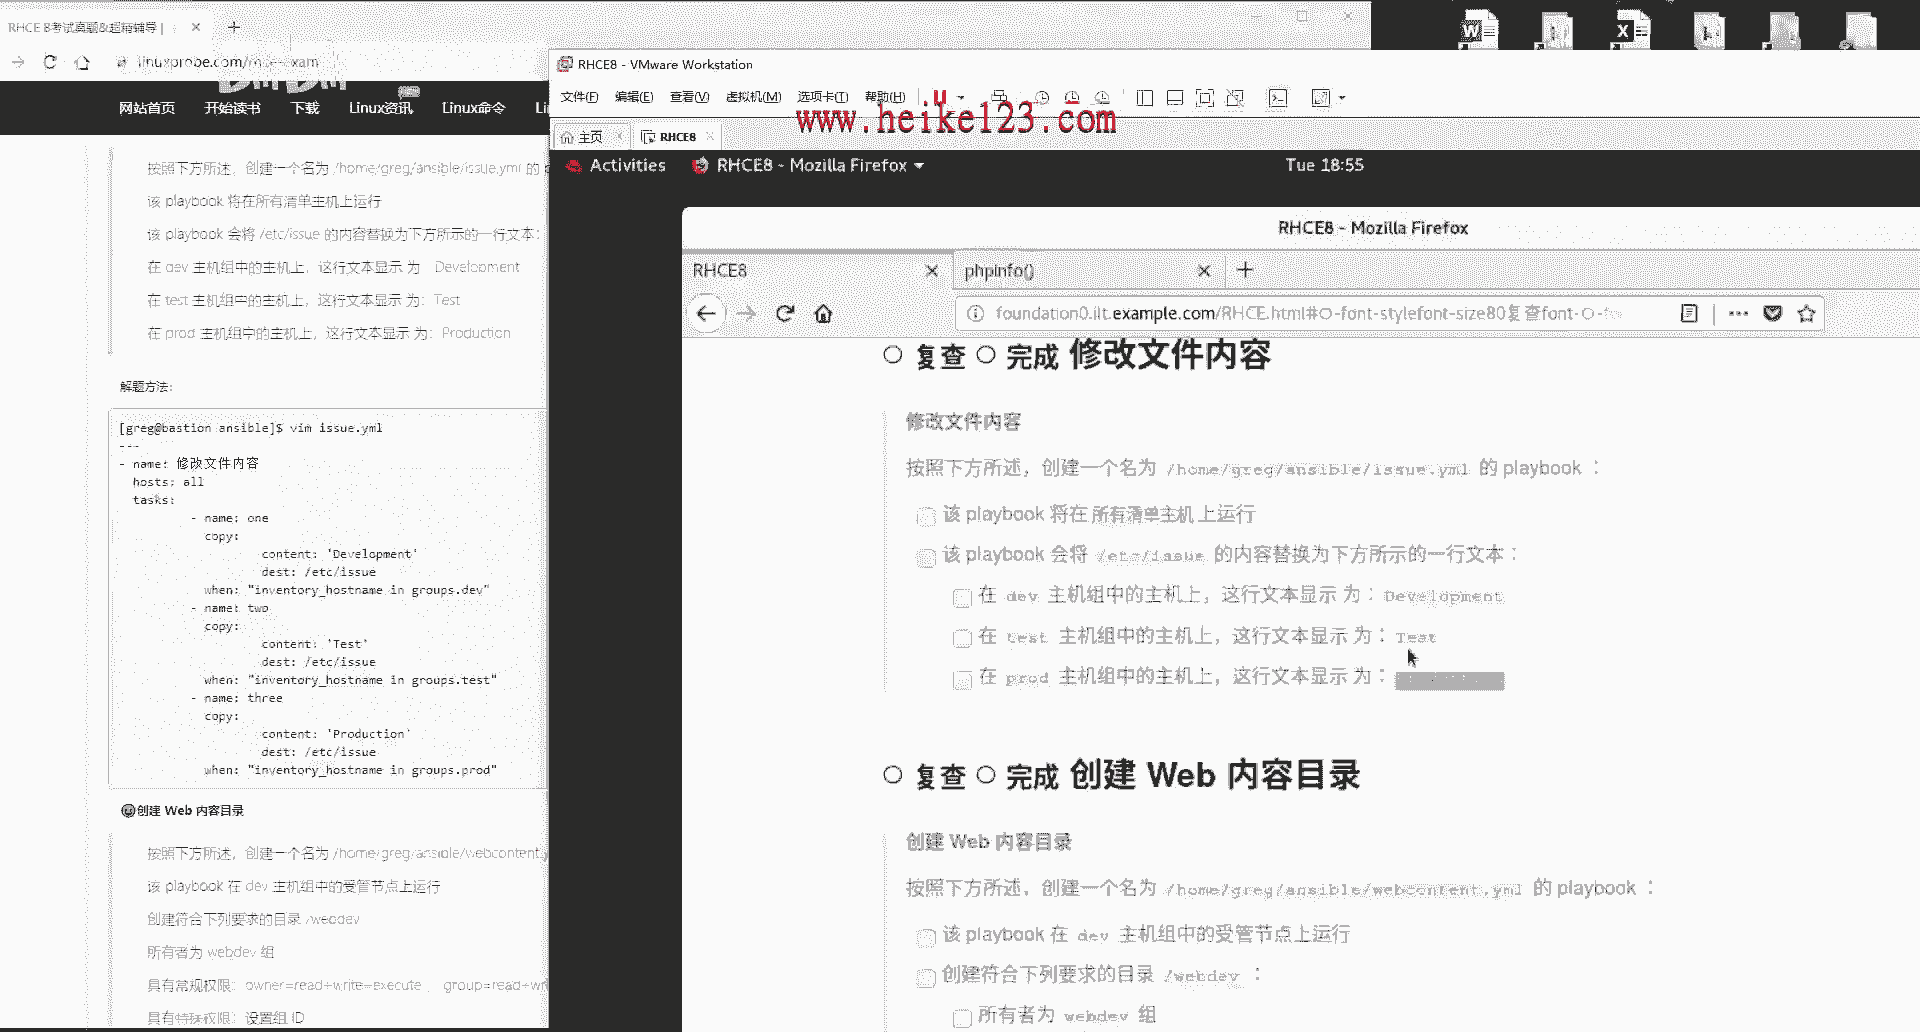 RHCE 8考试真题&超精辅导 |
linuxprobe.com/
网站首页 开始读书 下载 Linux资讯 Linux命令
按照下方所述，创建一个名为 /home/greg/ansible/issue.yml 的
该 playbook 将在所有清单主机上运行
该 playbook 会将 /etc/issue 的内容替换为下方所示的一行文本：
在 dev 主机组中的主机上，这行文本显示 为： Development
在 test 主机组中的主机上，这行文本显示 为： Test
在 prod 主机组中的主机上，这行文本显示 为： Production
解题方法：
[greg@bastion ansible]$ vim issue.yml
---
- name: 修改文件内容
hosts: all
tasks:
- name: one
copy:
content: 'Development'
dest: /etc/issue
when: "inventory_hostname in groups.dev"
- name: two
copy:
content: 'Test'
dest: /etc/issue
when: "inventory_hostname in groups.test"
- name: three
copy:
content: 'Production'
dest: /etc/issue
when: "inventory_hostname in groups.prod"
创建 Web 内容目录
按照下方所述，创建一个名为 /home/greg/ansible/webcontent.y
该 playbook 在 dev 主机组中的受管节点上运行
创建符合下列要求的目录 /webdev
所有者为 webdev 组
具有常规权限：owner=read+write+execute ， group=read+wr
具有特殊权限：设置组 ID
RHCE8 - VMware Workstation
文件(F) 编辑(E) 查看(V) 虚拟机(M) 选项卡(T) 帮助(H)
www.heike123.com
主页 RHCE8
Activities RHCE8 - Mozilla Firefox Tue 18:55
RHCE8 - Mozilla Firefox
RHCE8 phpinfo()
foundation0.ilt.example.com/RHCE.html#O-font-stylefont-size80复查font-O-fo
复查 完成 修改文件内容
修改文件内容
按照下方所述，创建一个名为 /home/greg/ansible/issue.yml 的 playbook ：
该 playbook 将在 所有清单主机 上运行
该 playbook 会将 /etc/issue 的内容替换为下方所示的一行文本：
在 dev 主机组中的主机上，这行文本显示 为： Development
在 test 主机组中的主机上，这行文本显示 为： Test
在 prod 主机组中的主机上，这行文本显示 为：
复查 完成 创建 Web 内容目录
创建 Web 内容目录
按照下方所述，创建一个名为 /home/greg/ansible/webcontent.yml 的 playbook ：
该 playbook 在 dev 主机组中的受管节点上运行
创建符合下列要求的目录 /webdev ：
所有者为 webdev 组